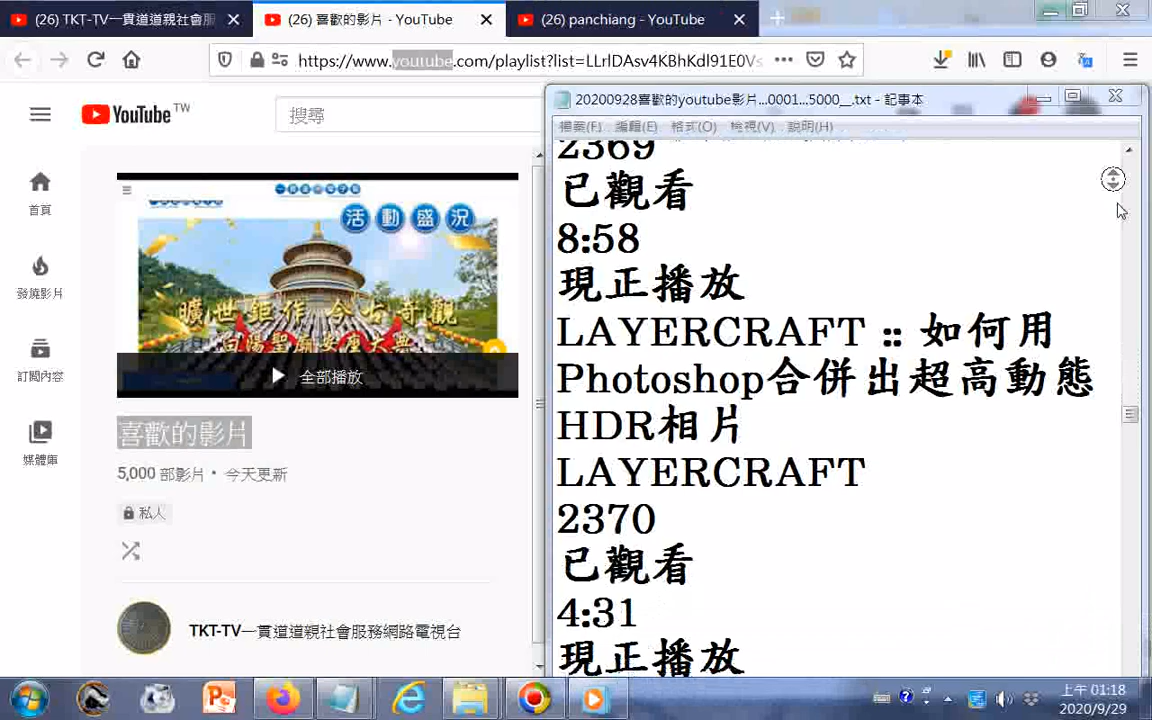 (26) TKT-TV一貫道道親社會服
(26) 喜歡的影片 - YouTube
(26) panchiang - YouTube
https://www.youtube.com/playlist?list=LLrlDAsv4KBhKdl91E0Vs
YouTube TW
搜尋
首頁
發燒影片
訂閱內容
媒體庫
活動盛況
曠世鉅作 今古奇觀
全部播放
喜歡的影片
5,000 部影片・今天更新
私人
TKT-TV一貫道道親社會服務網路電視台
20200928喜歡的youtube影片...0001...5000__.txt - 記事本
檔案(F) 編輯(E) 格式(O) 檢視(V) 說明(H)
2369
已觀看
8:58
現正播放
LAYERCRAFT :: 如何用
Photoshop合併出超高動態
HDR相片
LAYERCRAFT
2370
已觀看
4:31
現正播放
上午 01:18
2020/9/29